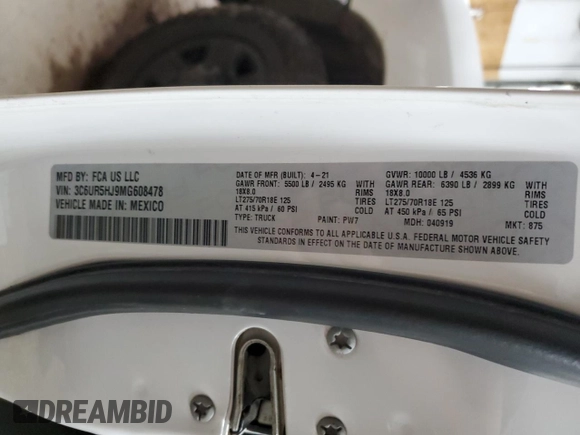 MFD BY: FCA US LLC
VIN: 3C6UR5HJ9MG608478
VEHICLE MADE IN: MEXICO
DATE OF MFR (BUILT): 4-21
GAWR FRONT: 5500 LB / 2495 KG
18X8.0 RIMS
LT275/70R18E 125 TIRES
AT 415 kPa / 60 PSI COLD
TYPE: TRUCK PAINT: PW7
GVWR: 10000 LB / 4536 KG
GAWR REAR: 6390 LB / 2899 KG
18X8.0 RIMS
LT275/70R18E 125 TIRES
AT 450 kPa / 65 PSI COLD
MDH: 040919 MKT: 875
THIS VEHICLE CONFORMS TO ALL APPLICABLE U.S.A. FEDERAL MOTOR VEHICLE SAFETY
STANDARDS IN EFFECT ON THE DATE OF MANUFACTURE SHOWN ABOVE.
DREAMBID